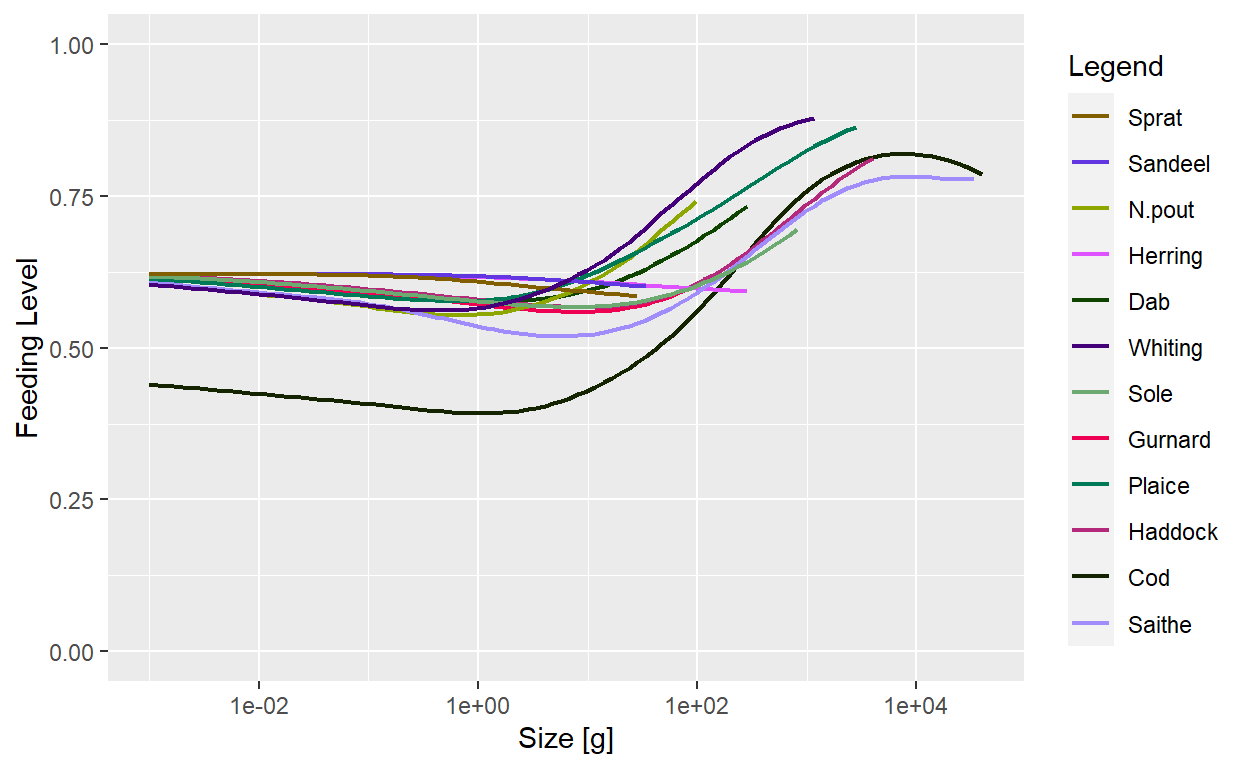 1.00
0.75
0.50
0.25
0.00
Feeding Level
1e-02
1e+00
1e+02
1e+04
Size [g]
Legend
Sprat
Sandeel
N.pout
Herring
Dab
Whiting
Sole
Gurnard
Plaice
Haddock
Cod
Saithe